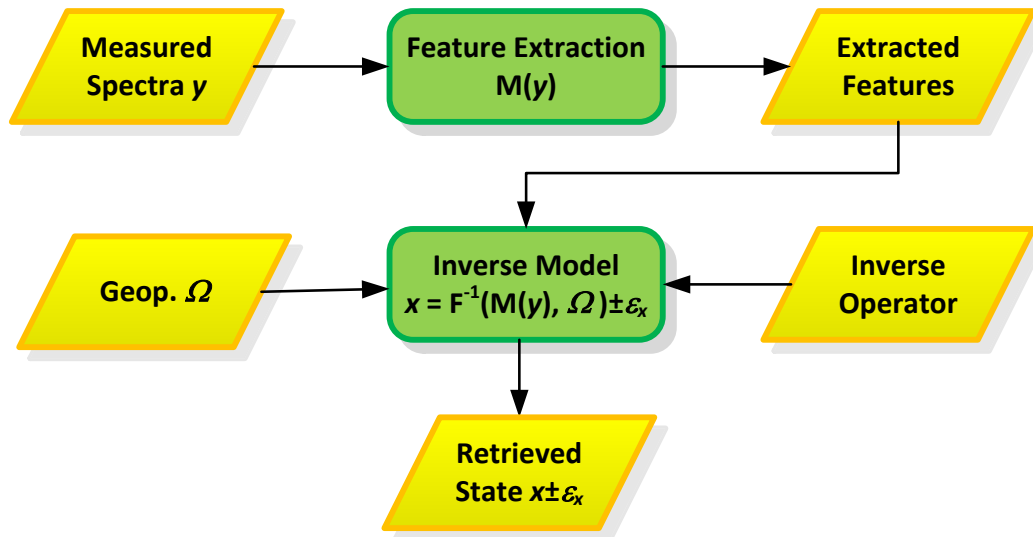 Measured
Spectra y
Feature Extraction
M(y)
Extracted
Features
Geop. Ω
Inverse Model
x = F⁻¹(M(y), Ω)±εₓ
Inverse
Operator
Retrieved
State x±εₓ